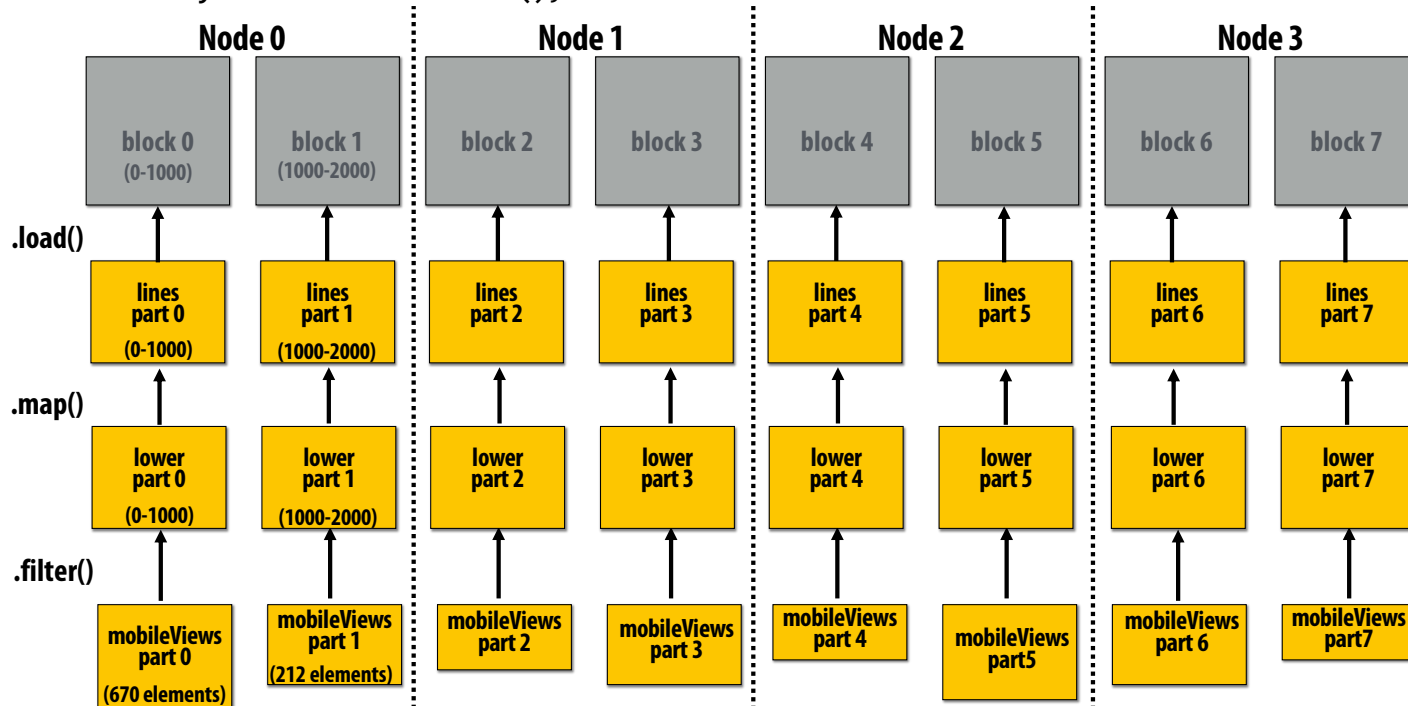 Node 0
Node 1
Node 2
Node 3
block 0
(0-1000)
block 1
(1000-2000)
block 2
block 3
block 4
block 5
block 6
block 7
.load()
lines
part 0
(0-1000)
lines
part 1
(1000-2000)
lines
part 2
lines
part 3
lines
part 4
lines
part 5
lines
part 6
lines
part 7
.map()
lower
part 0
(0-1000)
lower
part 1
(1000-2000)
lower
part 2
lower
part 3
lower
part 4
lower
part 5
lower
part 6
lower
part 7
.filter()
mobileViews
part 0
(670 elements)
mobileViews
part 1
(212 elements)
mobileViews
part 2
mobileViews
part 3
mobileViews
part 4
mobileViews
part5
mobileViews
part 6
mobileViews
part7